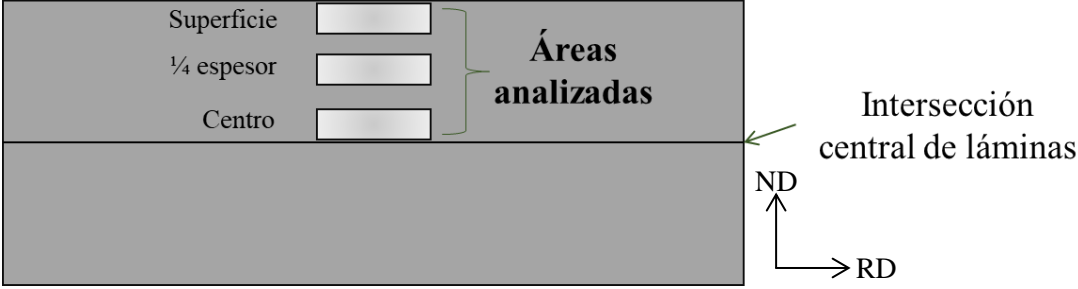 Superficie
¼ espesor
Centro
Áreas
analizadas
Intersección
central de láminas
ND
RD